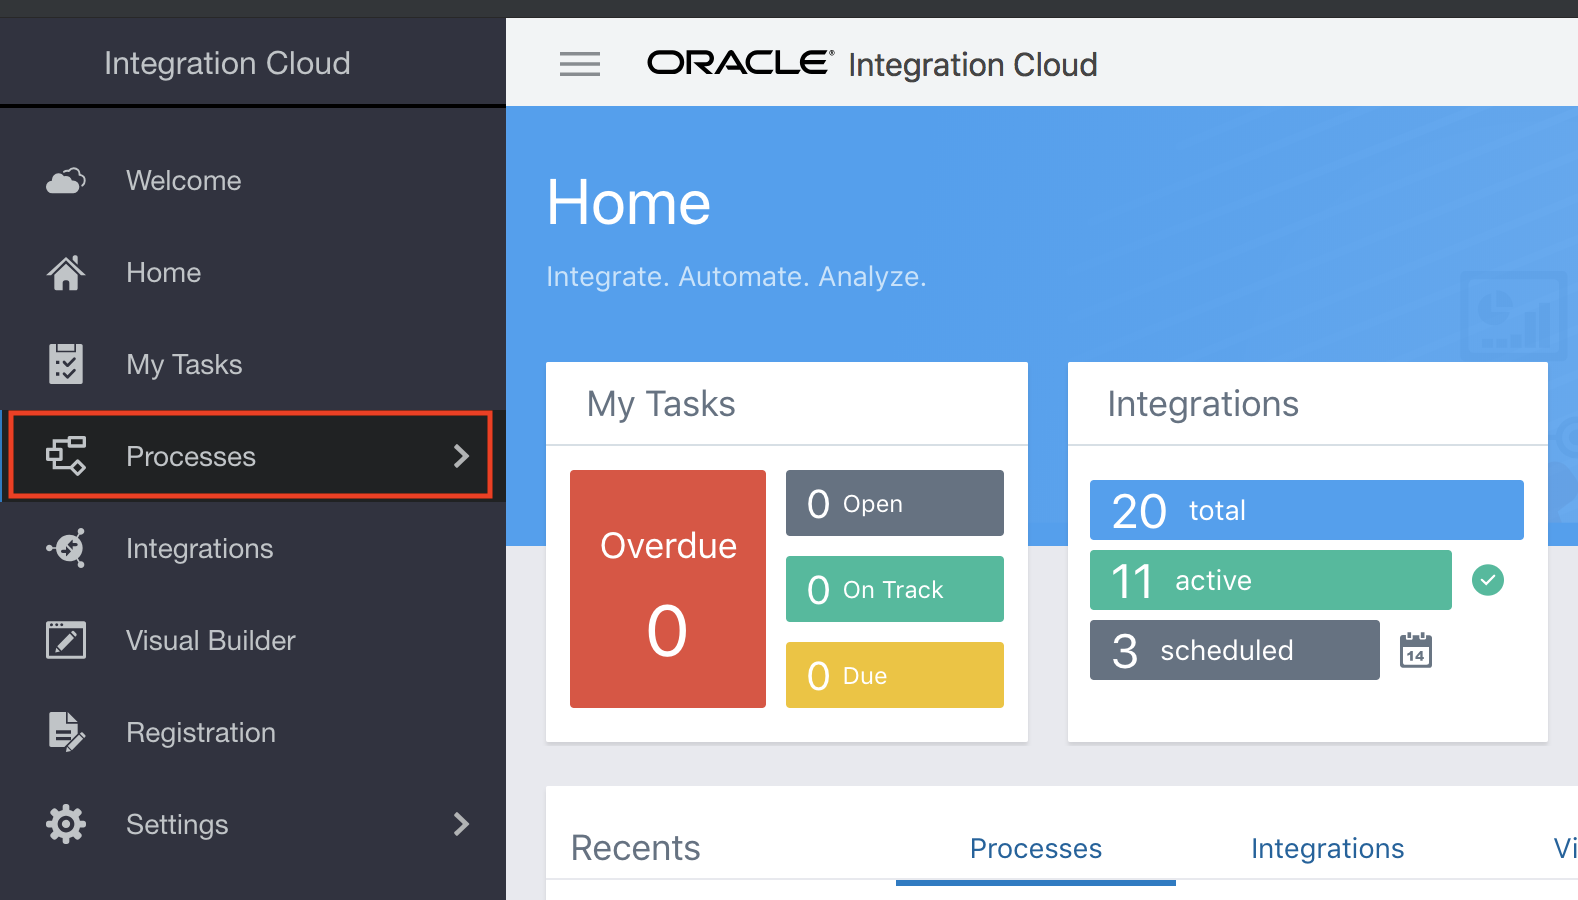 Integration Cloud
Welcome
Home
My Tasks
Processes
Integrations
Visual Builder
Registration
Settings
ORACLE® Integration Cloud
Home
Integrate. Automate. Analyze.
My Tasks
Overdue
0
0 Open
0 On Track
0 Due
Integrations
20 total
11 active
3 scheduled
14
Recents
Processes
Integrations
Vi